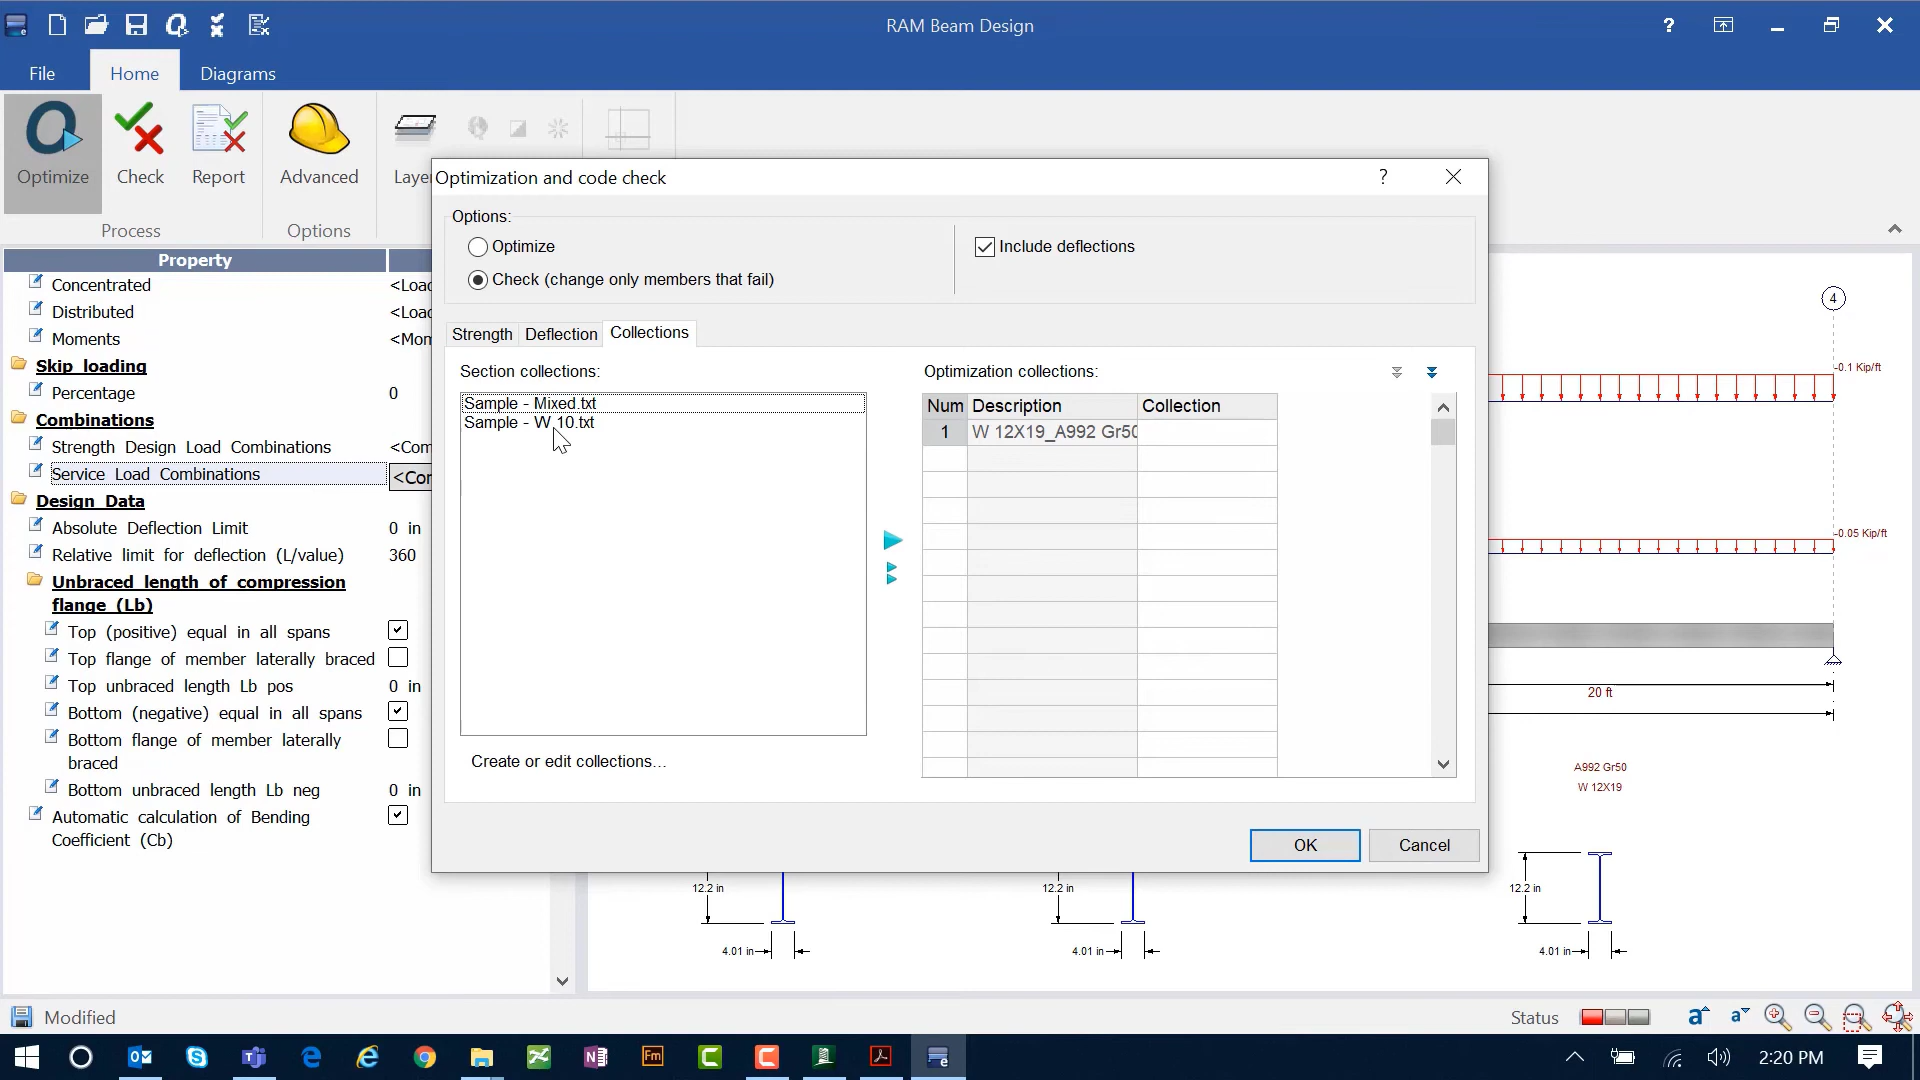 RAM Beam Design
?
File
Home
Diagrams
Optimize
Check
Report
Advanced
Process
Options
Optimization and code check
?
Options:
Optimize
Include deflections
Check (change only members that fail)
Strength
Deflection
Collections
Section collections:
Sample - Mixed.txt
Sample - W 10.txt
Create or edit collections...
Optimization collections:
Num Description Collection
1 W 12X19_A992
OK
Cancel
Property
Concentrated
Distributed
Moments
Skip loading
Percentage 0
Combinations
Strength Design Load Combinations
Service Load Combinations
Design Data
Absolute Deflection Limit 0 in
Relative limit for deflection (L/value) 360
Unbraced length of compression
flange (Lb)
Top (positive) equal in all spans
Top flange of member laterally braced
Top unbraced length Lb pos 0 in
Bottom (negative) equal in all spans
Bottom flange of member laterally
braced
Bottom unbraced length Lb neg 0 in
Automatic calculation of Bending
Coefficient (Cb)
4
-0.1 Kip/ft
-0.05 Kip/ft
20 ft
A992 Gr50
W 12X19
12.2 in
4.01 in
12.2 in
4.01 in
12.2 in
4.01 in
Modified
Status
2:20 PM